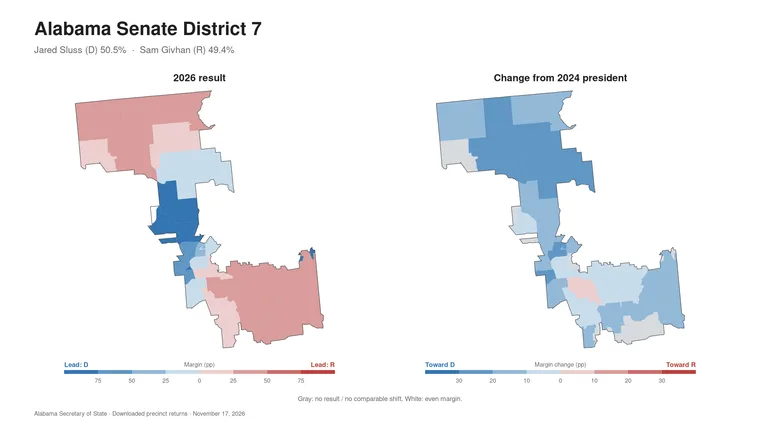 Alabama Senate District 7
Jared Sluss (D) 50.5% · Sam Givhan (R) 49.4%
2026 result
Change from 2024 president
Lead: D
Margin (pp)
Lead: R
75
50
25
0
25
50
75
Toward D
Margin change (pp)
Toward R
30
20
10
0
10
20
30
Gray: no result / no comparable shift. White: even margin.
Alabama Secretary of State · Downloaded precinct returns · November 17, 2026